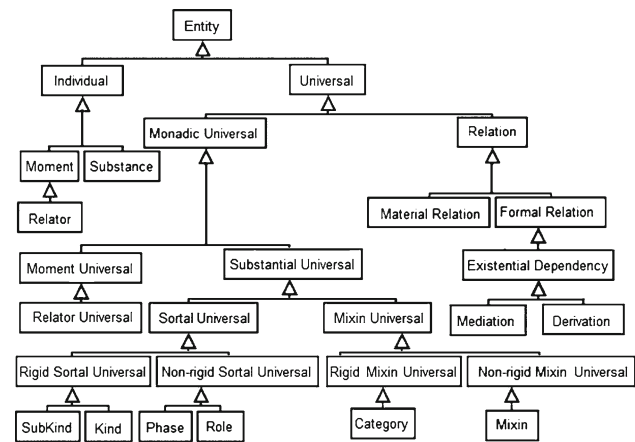 Entity
Individual
Universal
Monadic Universal
Relation
Moment
Substance
Relator
Material Relation
Formal Relation
Moment Universal
Substantial Universal
Existential Dependency
Relator Universal
Sortal Universal
Mixin Universal
Mediation
Derivation
Rigid Sortal Universal
Non-rigid Sortal Universal
Rigid Mixin Universal
Non-rigid Mixin Universal
SubKind
Kind
Phase
Role
Category
Mixin